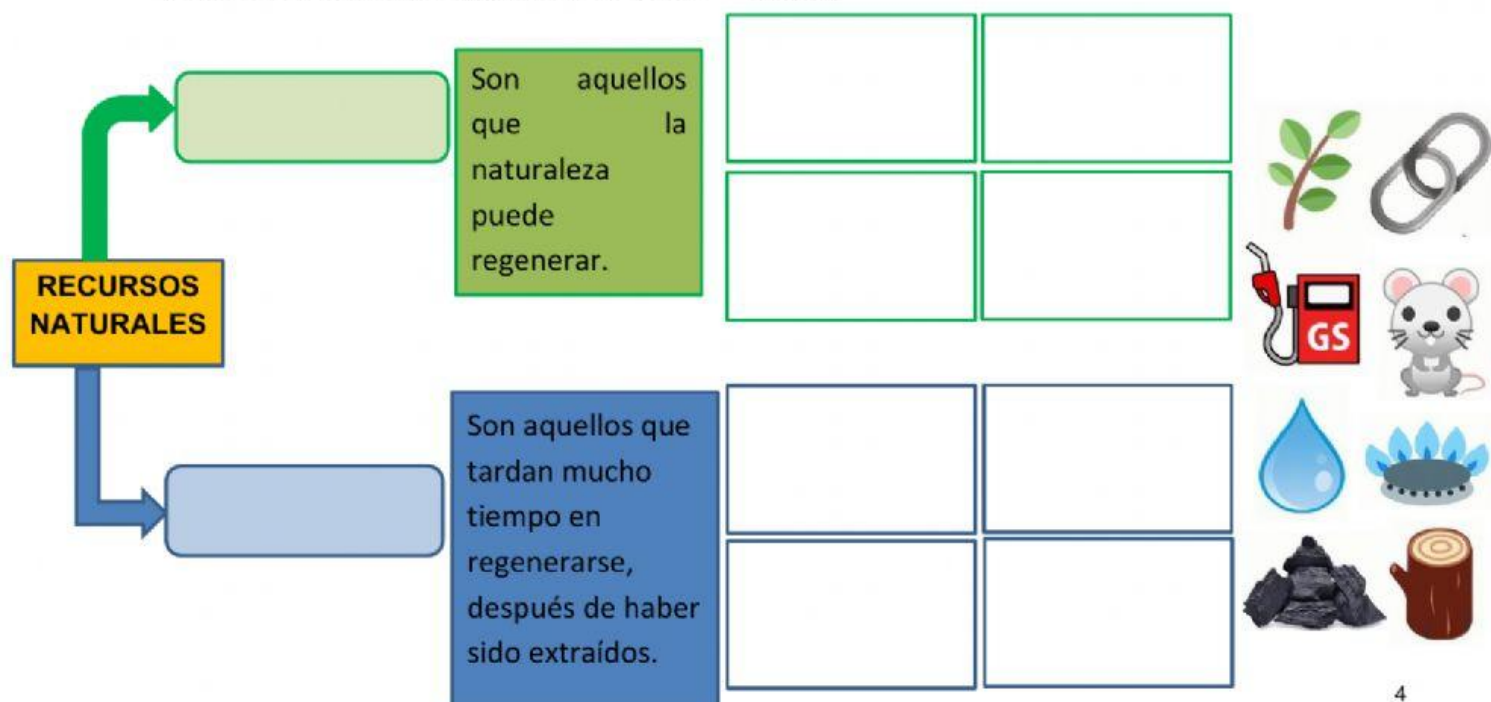 Son aquellos
que la
naturaleza
puede
regenerar.
RECURSOS
NATURALES
GS
Son aquellos que
tardan mucho
tiempo en
regenerarse,
después de haber
sido extraídos.
4